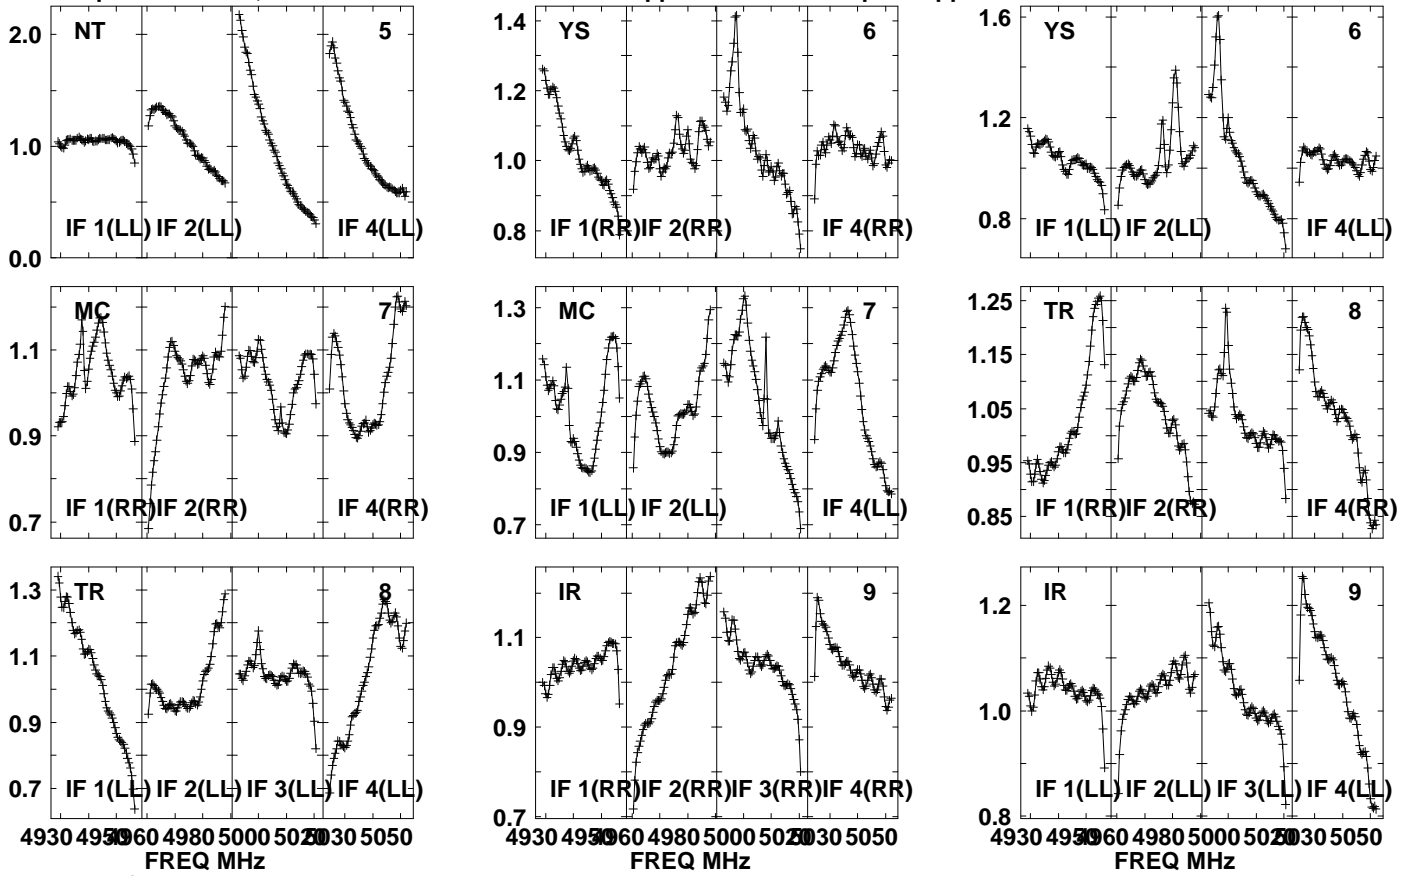 NT 5
2.0
1.0
0.0
IF 1(LL) IF 2(LL) IF 4(LL)
YS 6
1.4
1.2
1.0
0.8
IF 1(RR) IF 2(RR) IF 4(RR)
YS 6
1.6
1.2
0.8
IF 1(LL) IF 2(LL) IF 4(LL)
MC 7
1.1
0.9
0.7
IF 1(RR) IF 2(RR) IF 4(RR)
MC 7
1.3
1.1
0.9
0.7
IF 1(LL) IF 2(LL) IF 4(LL)
TR 8
1.25
1.15
1.05
0.95
0.85
IF 1(RR) IF 2(RR) IF 4(RR)
TR 8
1.3
1.1
0.9
0.7
IF 1(LL) IF 2(LL) IF 3(LL) IF 4(LL)
IR 9
1.1
0.9
0.7
IF 1(RR) IF 2(RR) IF 3(RR) IF 4(RR)
IR 9
1.2
1.0
0.8
IF 1(LL) IF 2(LL) IF 3(LL) IF 4(LL)
4930 4950 4960 4980 5000 5020 5030 5050
FREQ MHz
4930 4950 4960 4980 5000 5020 5030 5050
FREQ MHz
4930 4950 4960 4980 5000 5020 5030 5050
FREQ MHz